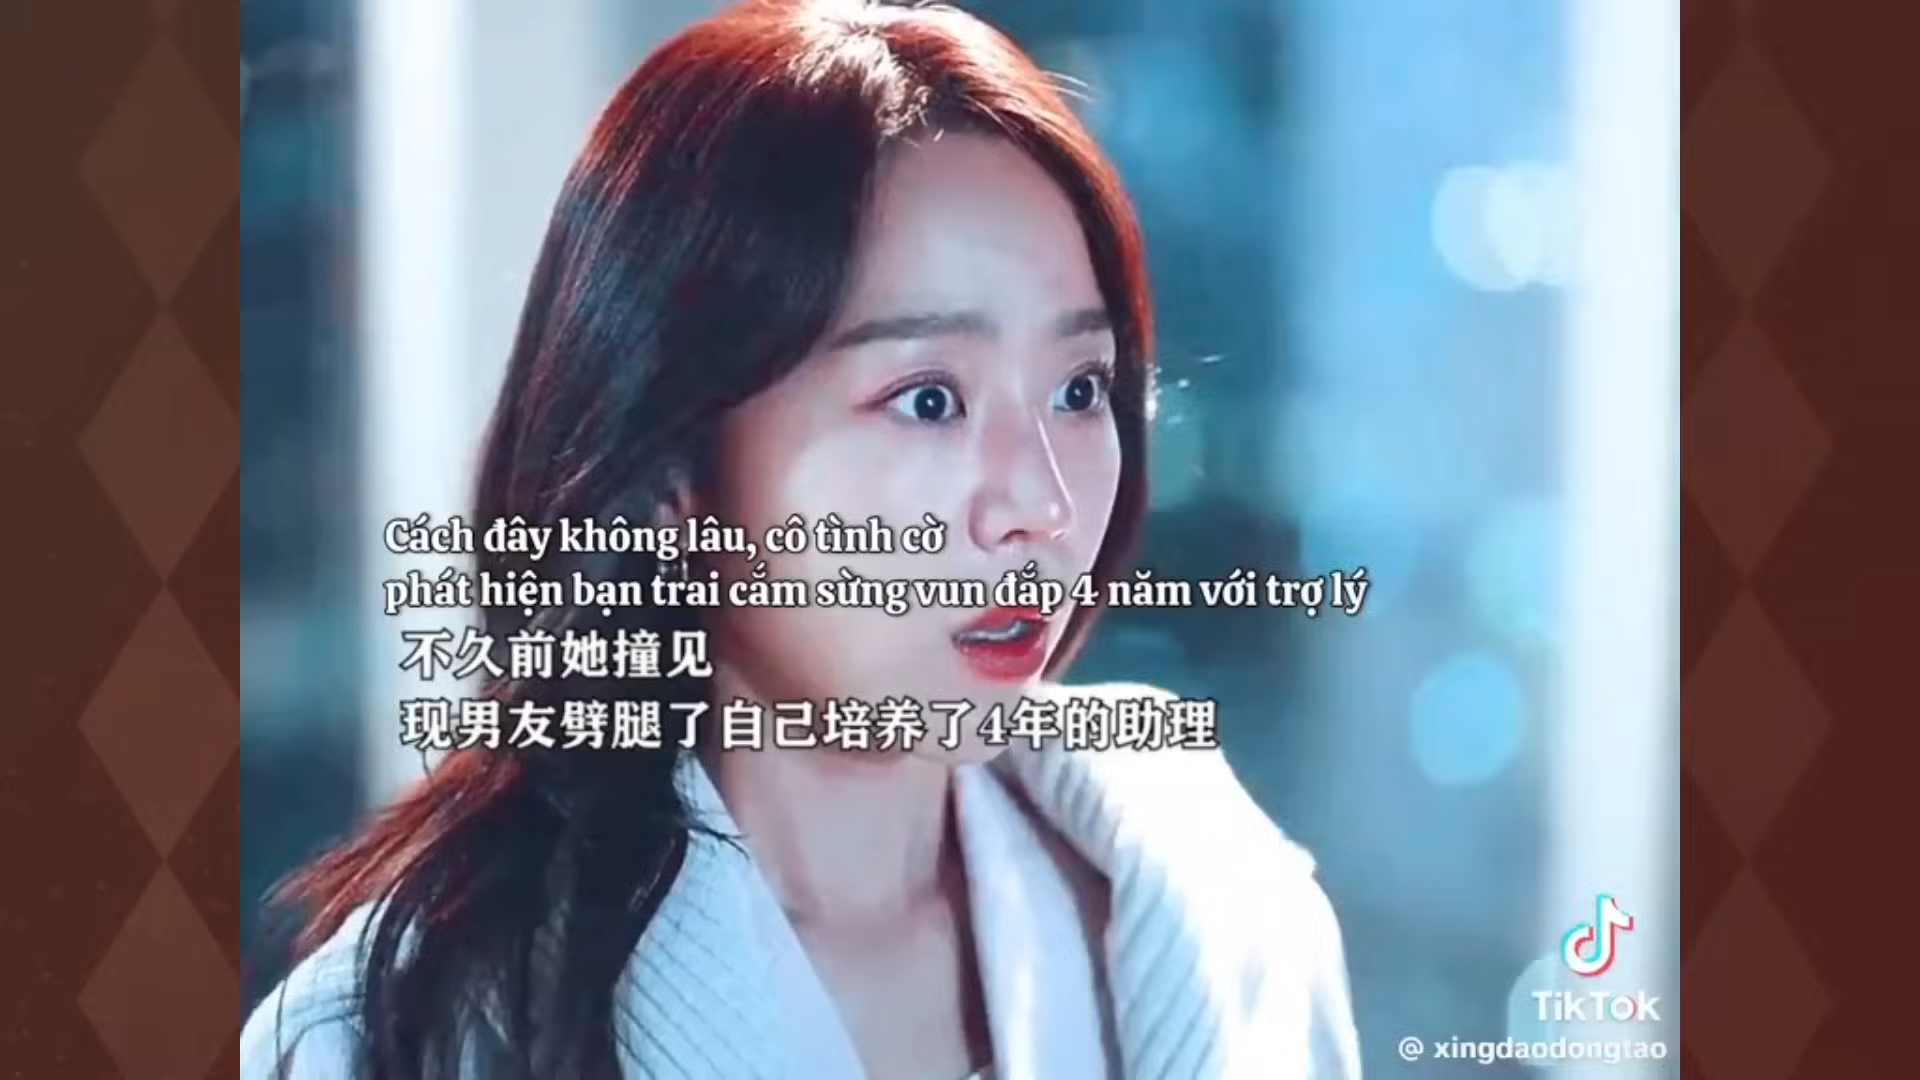 Cách đây không lâu, cô tình cờ
phát hiện bạn trai cắm sừng vun đắp 4 năm với trợ lý
不久前她撞见
现男友劈腿了自己培养了4年的助理
TikTok
@ xingdaodongtao